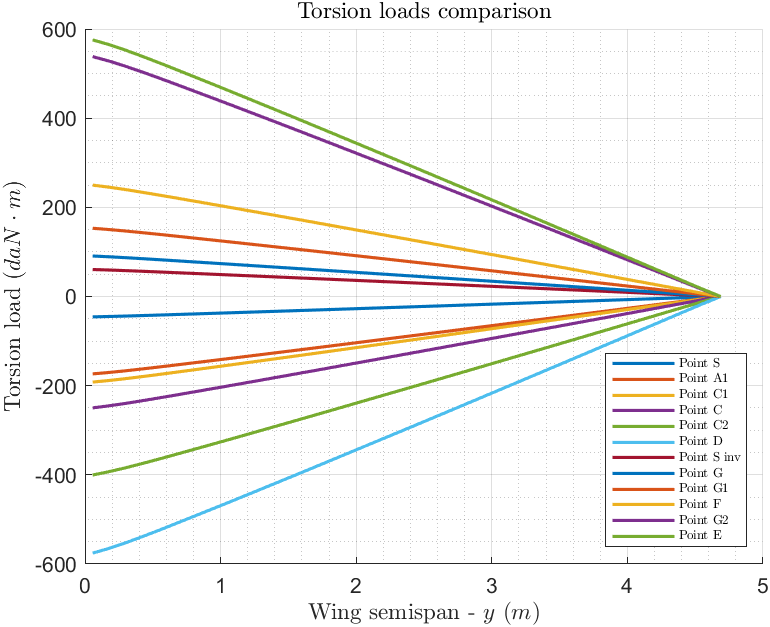 Torsion loads comparison
Torsion load (daN · m)
600
400
200
0
-200
-400
-600
0 1 2 3 4 5
Wing semispan - y (m)
Point S
Point A1
Point C1
Point C
Point C2
Point D
Point S inv
Point G
Point G1
Point F
Point G2
Point E